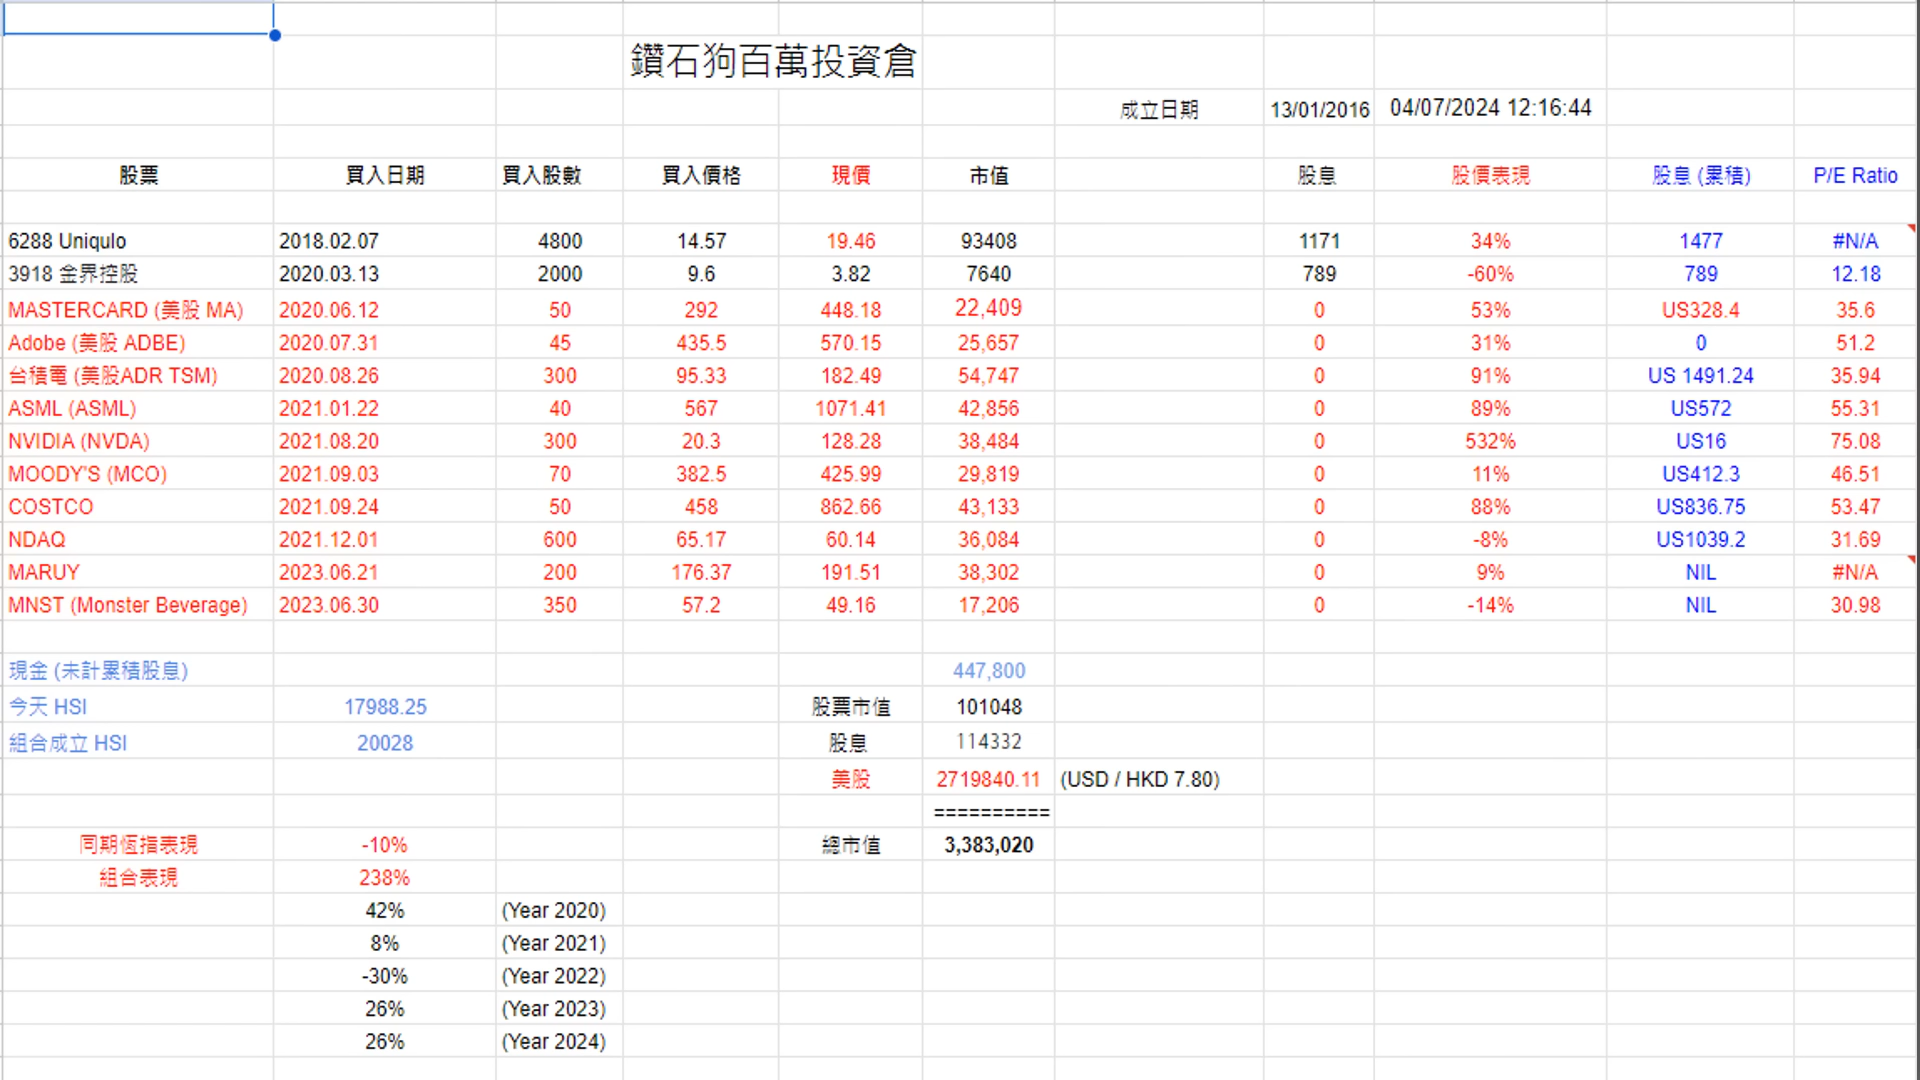 鑽石狗百萬投資倉
成立日期 13/01/2016 04/07/2024 12:16:44
股票 買入日期 買入股數 買入價格 現價 市值 股息 股價表現 股息 (累積) P/E Ratio
6288 Uniqulo 2018.02.07 4800 14.57 19.46 93408 1171 34% 1477 #N/A
3918 金界控股 2020.03.13 2000 9.6 3.82 7640 789 -60% 789 12.18
MASTERCARD (美股 MA) 2020.06.12 50 292 448.18 22,409 0 53% US328.4 35.6
Adobe (美股 ADBE) 2020.07.31 45 435.5 570.15 25,657 0 31% 0 51.2
台積電 (美股ADR TSM) 2020.08.26 300 95.33 182.49 54,747 0 91% US 1491.24 35.94
ASML (ASML) 2021.01.22 40 567 1071.41 42,856 0 89% US572 55.31
NVIDIA (NVDA) 2021.08.20 300 20.3 128.28 38,484 0 532% US16 75.08
MOODY'S (MCO) 2021.09.03 70 382.5 425.99 29,819 0 11% US412.3 46.51
COSTCO 2021.09.24 50 458 862.66 43,133 0 88% US836.75 53.47
NDAQ 2021.12.01 600 65.17 60.14 36,084 0 -8% US1039.2 31.69
MARUY 2023.06.21 200 176.37 191.51 38,302 0 9% NIL #N/A
MNST (Monster Beverage) 2023.06.30 350 57.2 49.16 17,206 0 -14% NIL 30.98
現金 (未計累積股息) 447,800
今天 HSI 17988.25 股票市值 101048
組合成立 HSI 20028 股息 114332
美股 2719840.11 (USD / HKD 7.80)
==========
同期恆指表現 -10% 總市值 3,383,020
組合表現 238%
42% (Year 2020)
8% (Year 2021)
-30% (Year 2022)
26% (Year 2023)
26% (Year 2024)